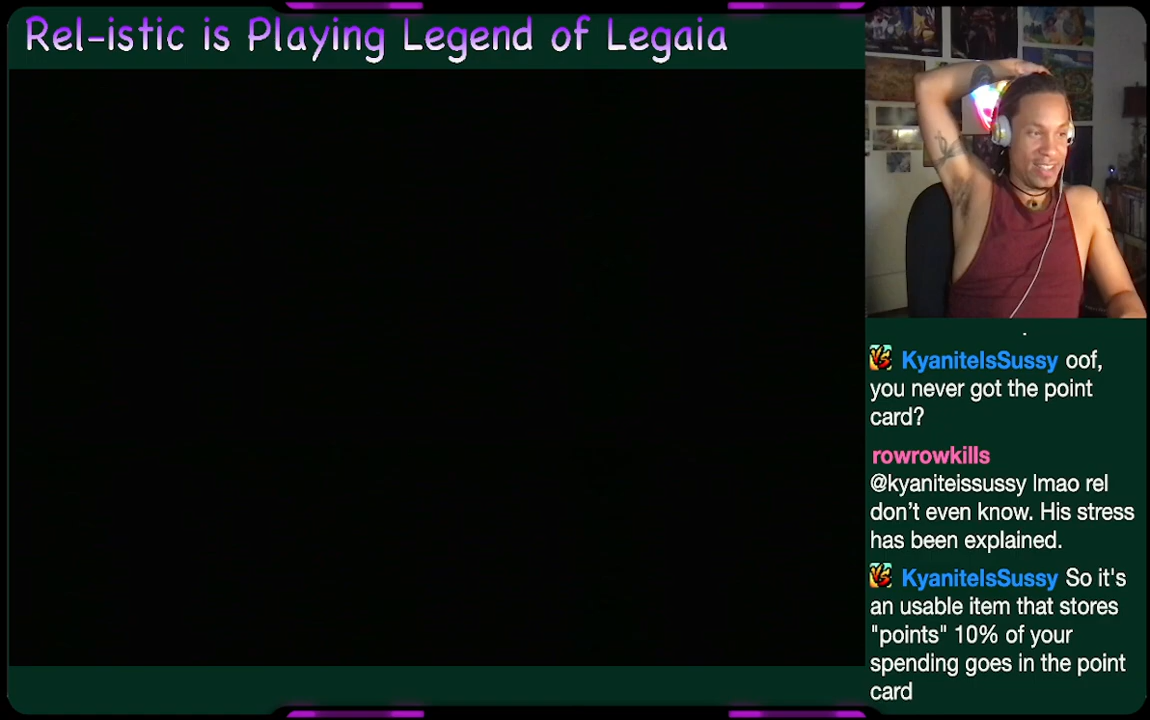 Rel-istic is Playing Legend of Legaia
KyaniteIsSussy oof,
you never got the point
card?
rowrowkills
@kyaniteissussy lmao rel
don’t even know. His stress
has been explained.
KyaniteIsSussy So it's
an usable item that stores
"points" 10% of your
spending goes in the point
card